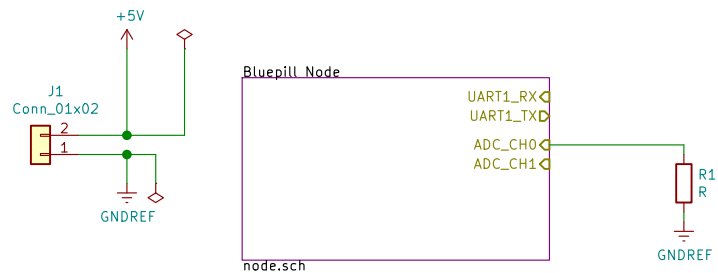 +5V
J1
Conn_01x02
2
1
GNDREF
Bluepill Node
UART1_RX
UART1_TX
ADC_CH0
ADC_CH1
node.sch
R1
R
GNDREF